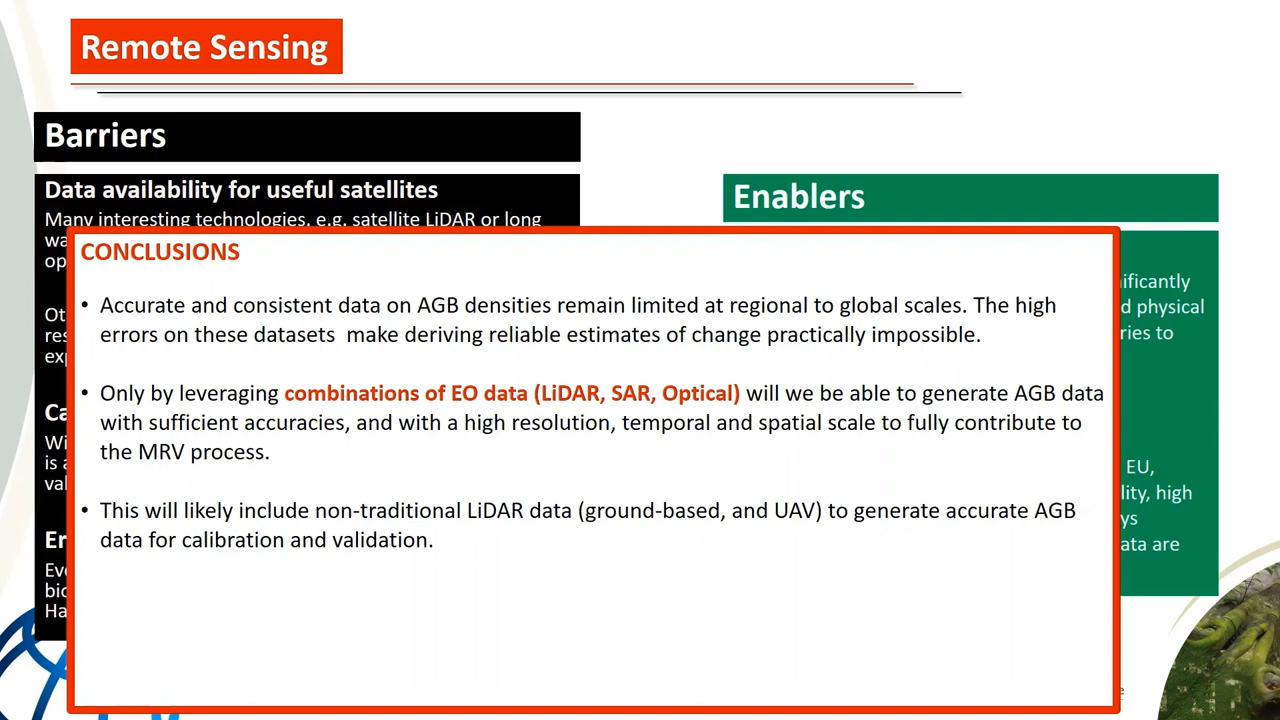 Remote Sensing
Barriers
Data availability for useful satellites
Many interesting technologies, e.g. satellite LiDAR or long
Enablers
CONCLUSIONS
• Accurate and consistent data on AGB densities remain limited at regional to global scales. The high
errors on these datasets make deriving reliable estimates of change practically impossible.
• Only by leveraging combinations of EO data (LiDAR, SAR, Optical) will we be able to generate AGB data
with sufficient accuracies, and with a high resolution, temporal and spatial scale to fully contribute to
the MRV process.
• This will likely include non-traditional LiDAR data (ground-based, and UAV) to generate accurate AGB
data for calibration and validation.
physical
to
EU,
high
are